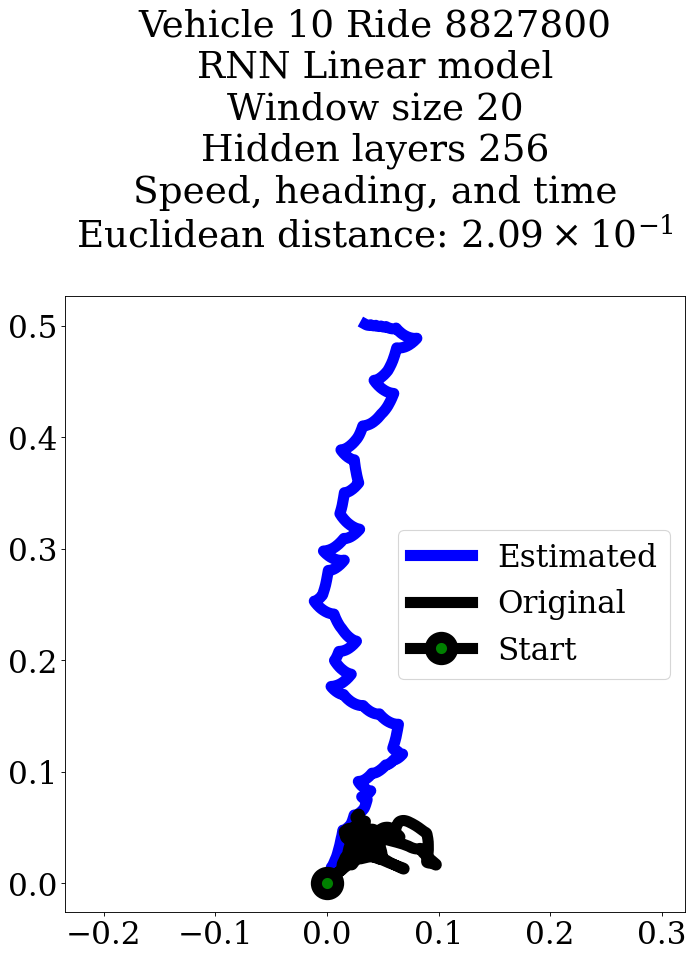 Vehicle 10 Ride 8827800
RNN Linear model
Window size 20
Hidden layers 256
Speed, heading, and time
Euclidean distance: 2.09 × 10⁻¹
0.5
0.4
0.3
0.2
0.1
0.0
Estimated
Original
Start
−0.2 −0.1 0.0 0.1 0.2 0.3